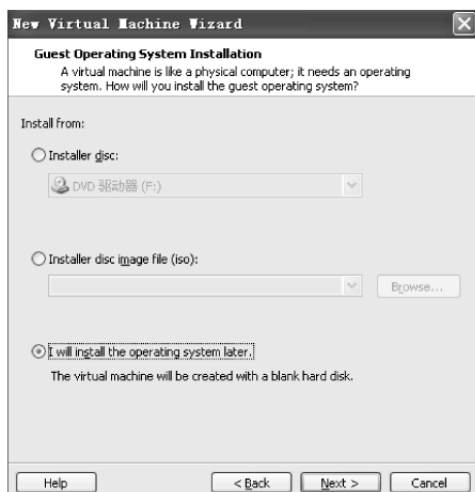 New Virtual Machine Wizard
Guest Operating System Installation
A virtual machine is like a physical computer; it needs an operating
system. How will you install the guest operating system?
Install from:
Installer disc:
DVD 驱动器 (F:)
Installer disc image file (iso):
Browse...
I will install the operating system later.
The virtual machine will be created with a blank hard disk.
Help
< Back
Next >
Cancel